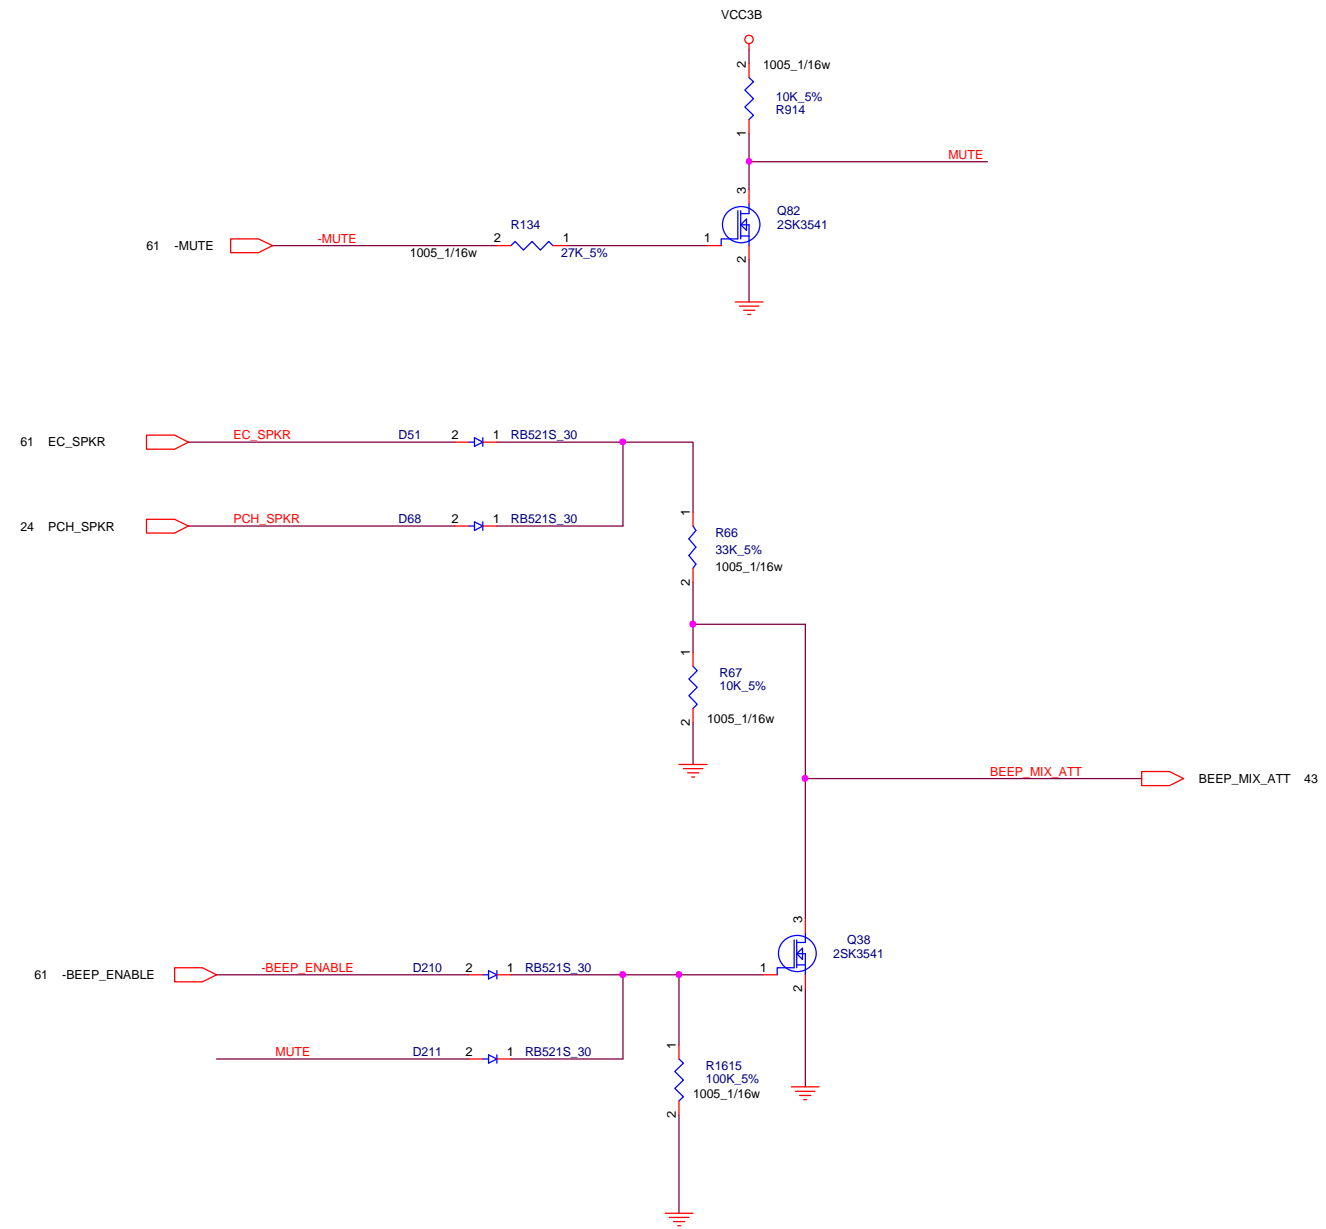 VCC3B
2 1005_1/16w
10K_5%
R914
1
MUTE
3
Q82
2SK3541
R134
61 -MUTE -MUTE 2 1 1
1005_1/16w 27K_5%
2
61 EC_SPKR EC_SPKR D51 2 1 RB521S_30
24 PCH_SPKR PCH_SPKR D68 2 1 RB521S_30
1
R66
33K_5%
1005_1/16w
2
1
R67
10K_5%
1005_1/16w
2
BEEP_MIX_ATT BEEP_MIX_ATT 43
3
Q38
2SK3541
61 -BEEP_ENABLE -BEEP_ENABLE D210 2 1 RB521S_30 1
2
MUTE D211 2 1 RB521S_30
1
R1615
100K_5%
1005_1/16w
2